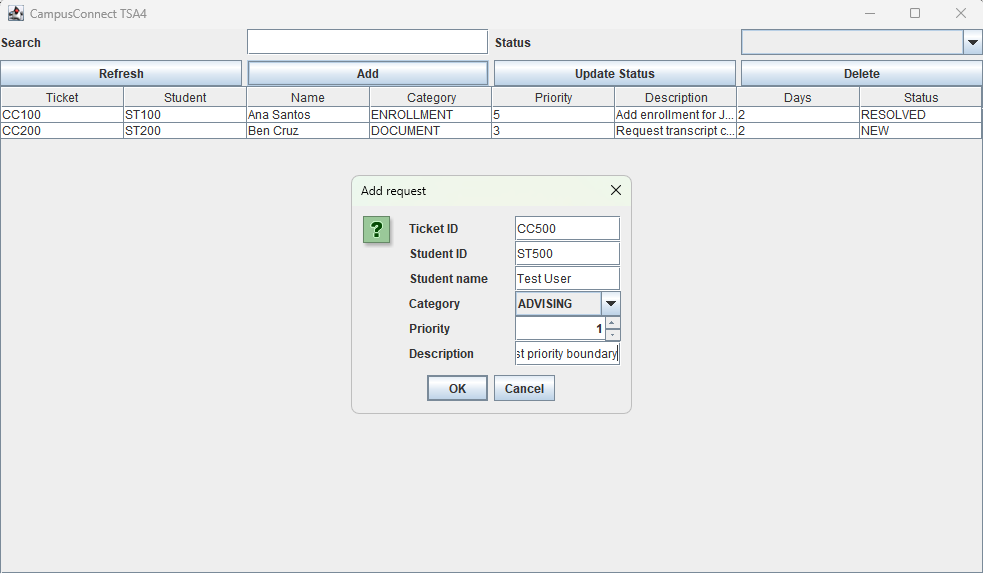 CampusConnect TSA4
Search Status
Refresh Add Update Status Delete
Ticket Student Name Category Priority Description Days Status
CC100 ST100 Ana Santos ENROLLMENT 5 Add enrollment for J... 2 RESOLVED
CC200 ST200 Ben Cruz DOCUMENT 3 Request transcript c... 2 NEW
Add request
?
Ticket ID CC500
Student ID ST500
Student name Test User
Category ADVISING
Priority 1
Description st priority boundary
OK Cancel